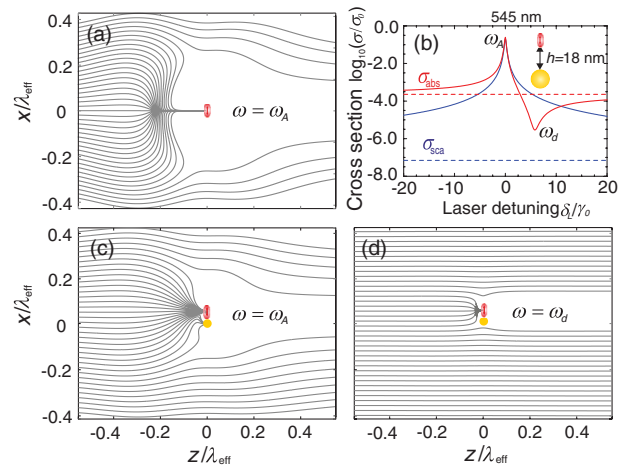 (a)
x/λeff
0.4
0.2
0
-0.2
-0.4
ω = ωA
545 nm
(b)
Cross section log10(σ/σ0)
0.0
-2.0
-4.0
-6.0
-8.0
ωA
h=18 nm
σabs
ωd
σsca
-20
-10
0
10
20
Laser detuning δL/γ0
(c)
x/λeff
0.4
0.2
0
-0.2
-0.4
ω = ωA
-0.4
-0.2
0
0.2
0.4
z/λeff
(d)
ω = ωd
-0.4
-0.2
0
0.2
0.4
z/λeff